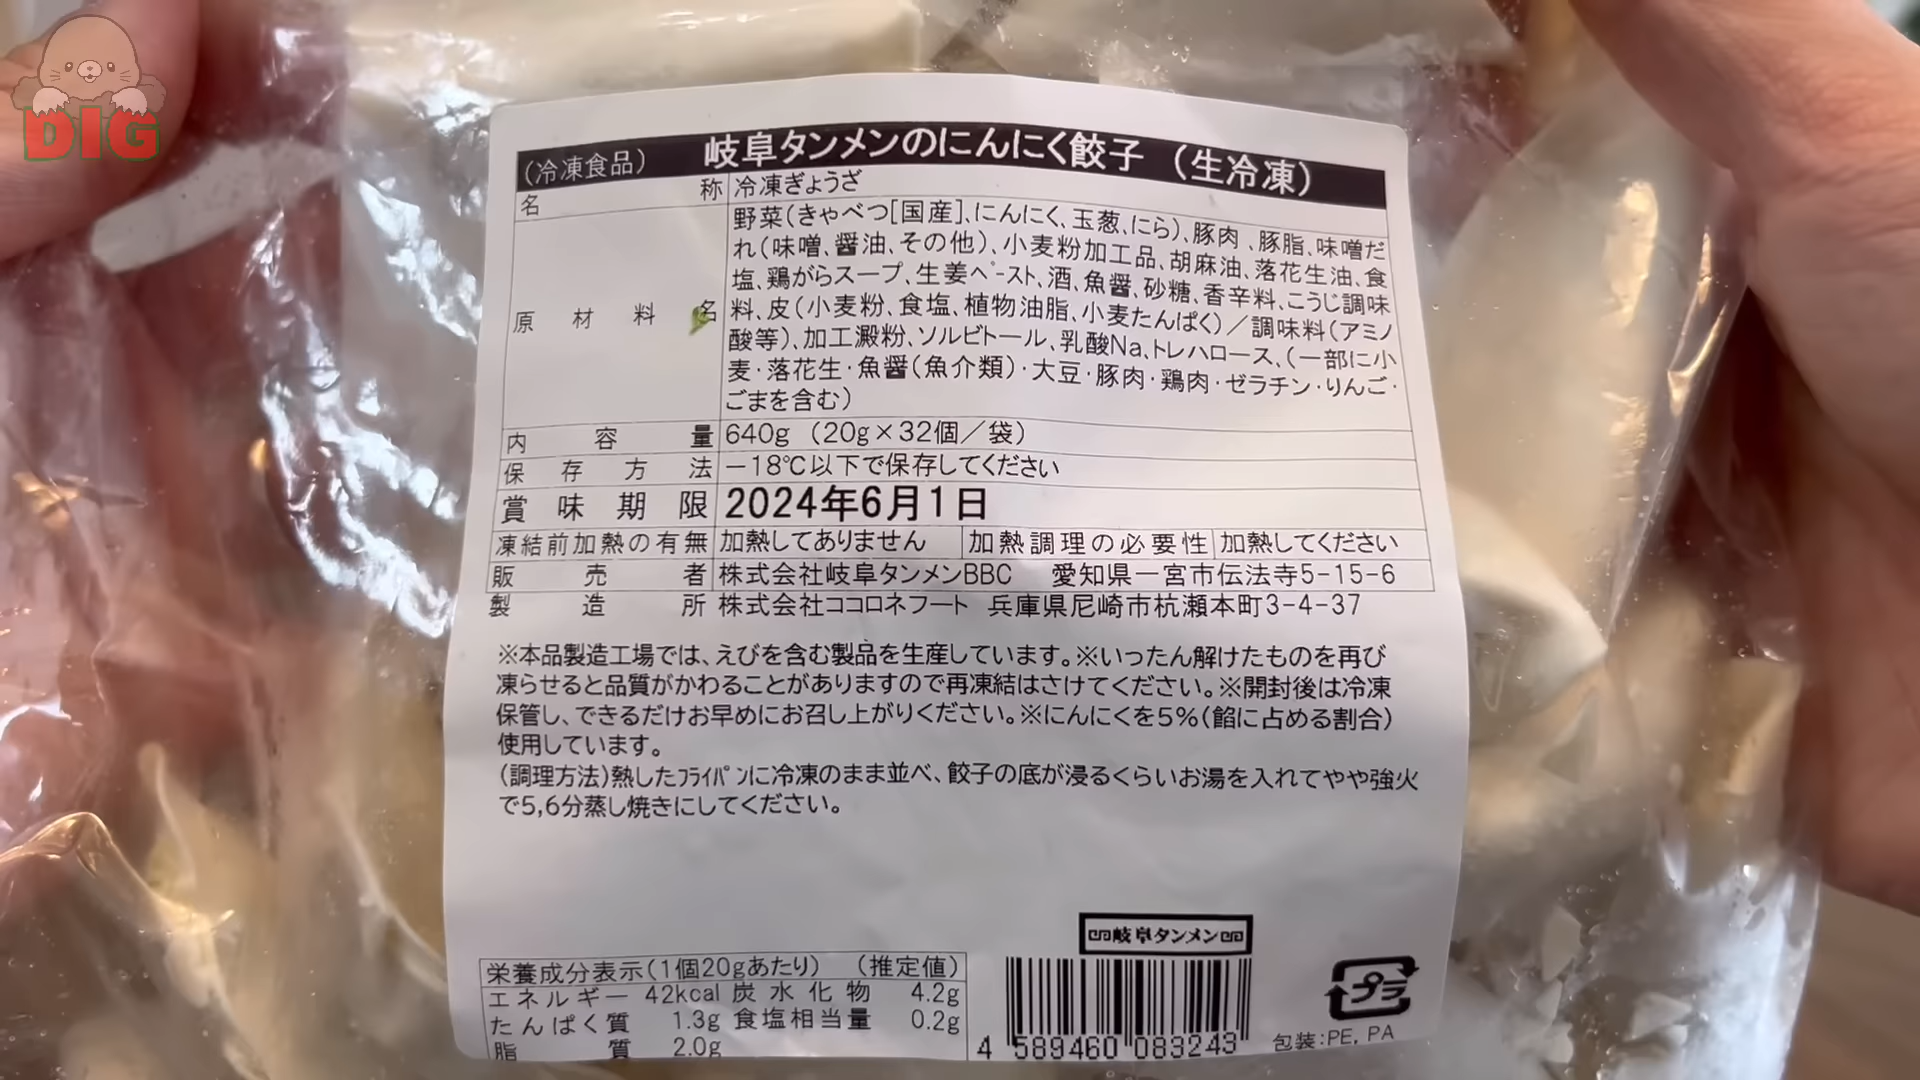 DIG
(冷凍食品) 岐阜タンメンのにんにく餃子 (生冷凍)
名称 冷凍ぎょうざ
原材料名 野菜(きゃべつ[国産]、にんにく、玉葱、にら)、豚肉、豚脂、味噌だ
れ(味噌、醤油、その他)、小麦粉加工品、胡麻油、落花生油、食
塩、鶏がらスープ、生姜ペースト、酒、魚醤、砂糖、香辛料、こうじ調味
料、皮(小麦粉、食塩、植物油脂、小麦たんぱく)/調味料(アミノ
酸等)、加工澱粉、ソルビトール、乳酸Na、トレハロース、(一部に小
麦・落花生・魚醤(魚介類)・大豆・豚肉・鶏肉・ゼラチン・りんご・
ごまを含む)
内容量 640g (20g×32個/袋)
保存方法 -18℃以下で保存してください
賞味期限 2024年6月1日
凍結前加熱の有無 加熱してありません 加熱調理の必要性 加熱してください
販売者 株式会社岐阜タンメンBBC 愛知県一宮市伝法寺5-15-6
製造所 株式会社ココロネフート 兵庫県尼崎市杭瀬本町3-4-37
※本品製造工場では、えびを含む製品を生産しています。※いったん解けたものを再び
凍らせると品質がかわることがありますので再凍結はさけてください。※開封後は冷凍
保管し、できるだけお早めにお召し上がりください。※にんにくを5%(餡に占める割合)
使用しています。
(調理方法)熱したフライパンに冷凍のまま並べ、餃子の底が浸るくらいお湯を入れてやや強火
で5,6分蒸し焼きにしてください。
岐阜タンメン
栄養成分表示(1個20gあたり) (推定値)
エネルギー 42kcal 炭水化物 4.2g
たんぱく質 1.3g 食塩相当量 0.2g
脂質 2.0g
4 589460 083243
プラ
包装:PE, PA